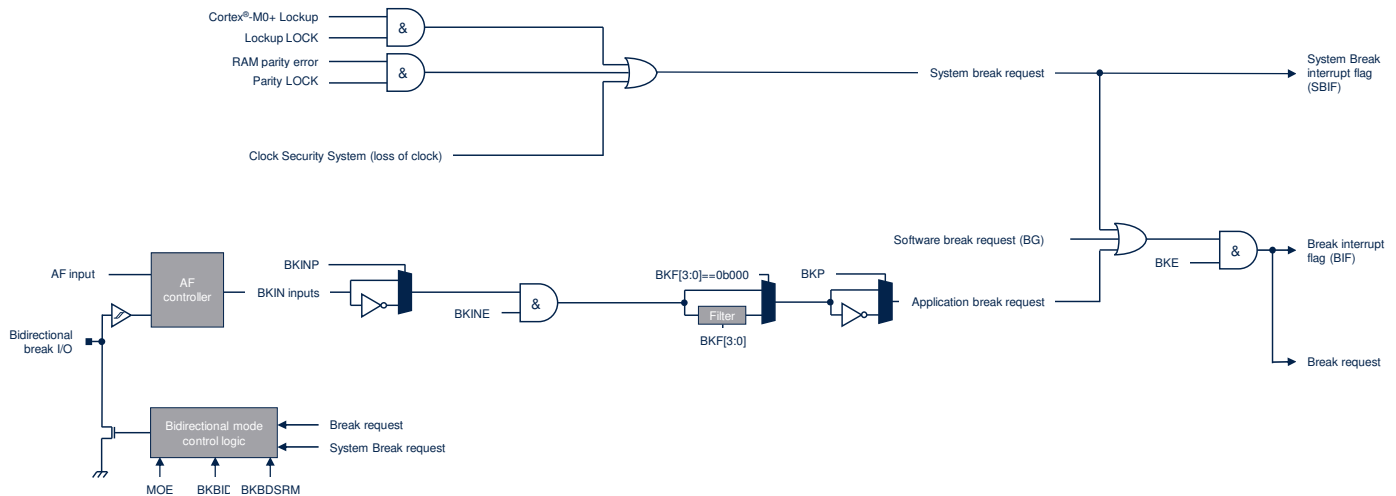 Cortex®-M0+ Lockup
&
Lockup LOCK
RAM parity error
&
Parity LOCK
System break request
System Break
interrupt flag
(SBIF)
Clock Security System (loss of clock)
Software break request (BG)
&
BKE
Break interrupt
flag (BIF)
AF input
AF
controller
BKIN inputs
BKINP
BKINE
&
BKF[3:0]==0b000
Filter
BKF[3:0]
BKP
Application break request
Bidirectional
break I/O
Break request
Bidirectional mode
control logic
Break request
System Break request
MOE
BKBID
BKBDSRM